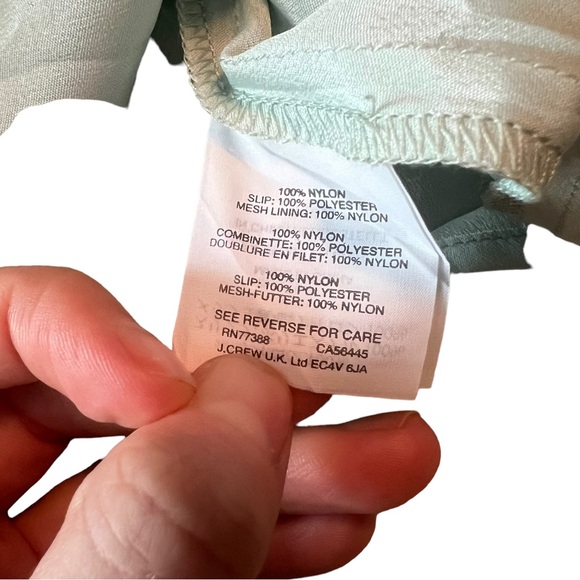 100% NYLON
SLIP: 100% POLYESTER
MESH LINING: 100% NYLON
100% NYLON
COMBINETTE: 100% POLYESTER
DOUBLURE EN FILET: 100% NYLON
100% NYLON
SLIP: 100% POLYESTER
MESH-FUTTER: 100% NYLON
SEE REVERSE FOR CARE
RN77388 CA56445
J.CREW U.K. Ltd EC4V 6JA